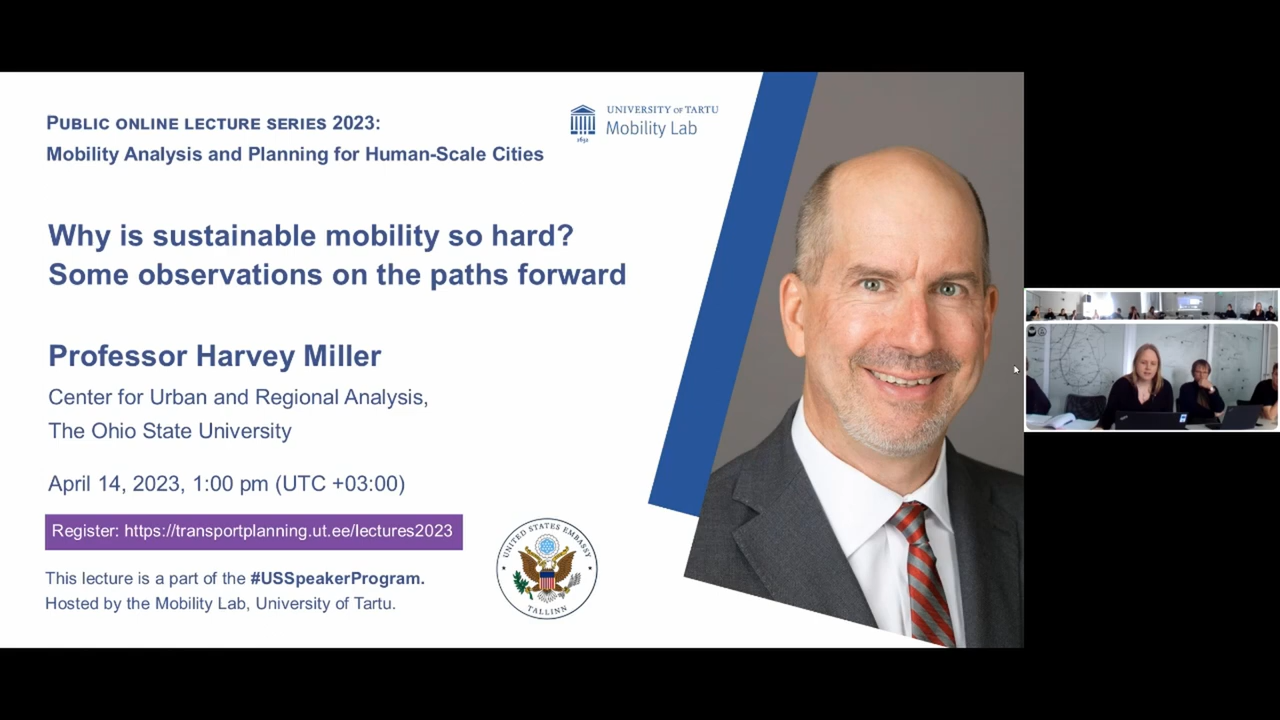 PUBLIC ONLINE LECTURE SERIES 2023:
Mobility Analysis and Planning for Human-Scale Cities
UNIVERSITY OF TARTU
Mobility Lab
1632
Why is sustainable mobility so hard?
Some observations on the paths forward
Professor Harvey Miller
Center for Urban and Regional Analysis,
The Ohio State University
April 14, 2023, 1:00 pm (UTC +03:00)
Register: https://transportplanning.ut.ee/lectures2023
This lecture is a part of the #USSpeakerProgram.
Hosted by the Mobility Lab, University of Tartu.
UNITED STATES EMBASSY
TALLINN